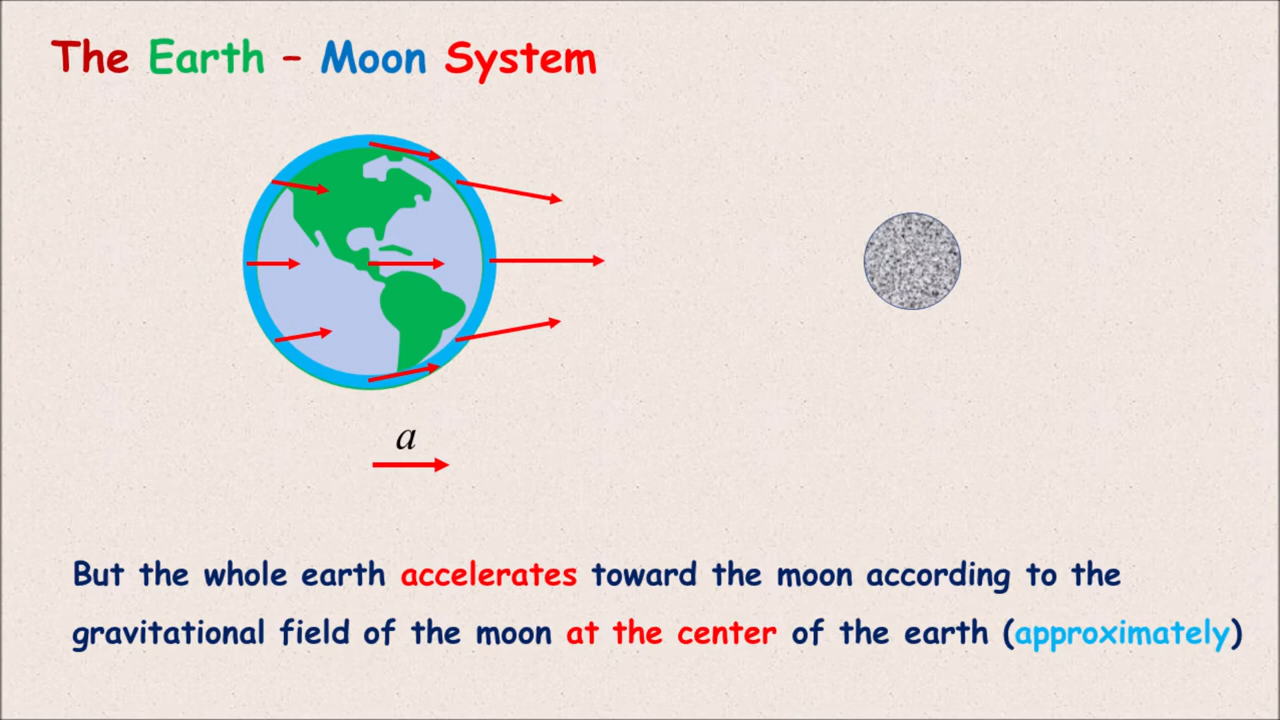 The Earth – Moon System
a
But the whole earth accelerates toward the moon according to the
gravitational field of the moon at the center of the earth (approximately)